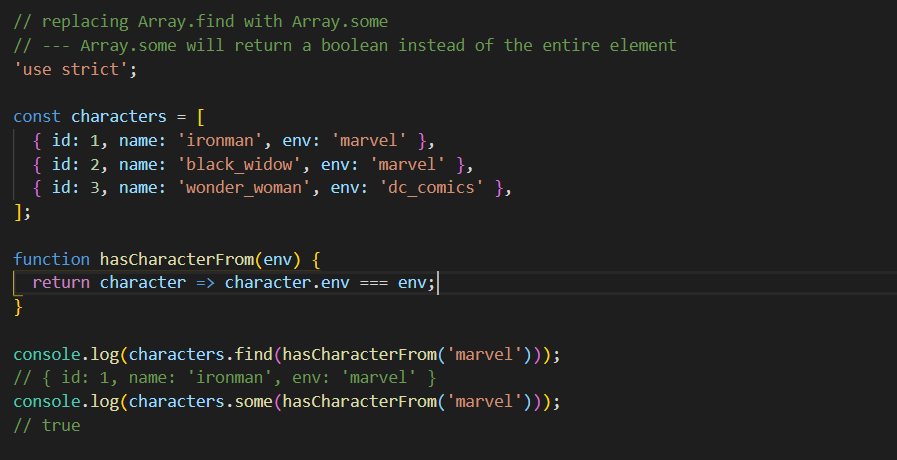 // replacing Array.find with Array.some
// --- Array.some will return a boolean instead of the entire element
'use strict';
const characters = [
{ id: 1, name: 'ironman', env: 'marvel' },
{ id: 2, name: 'black_widow', env: 'marvel' },
{ id: 3, name: 'wonder_woman', env: 'dc_comics' },
];
function hasCharacterFrom(env) {
return character => character.env === env;
}
console.log(characters.find(hasCharacterFrom('marvel')));
// { id: 1, name: 'ironman', env: 'marvel' }
console.log(characters.some(hasCharacterFrom('marvel')));
// true